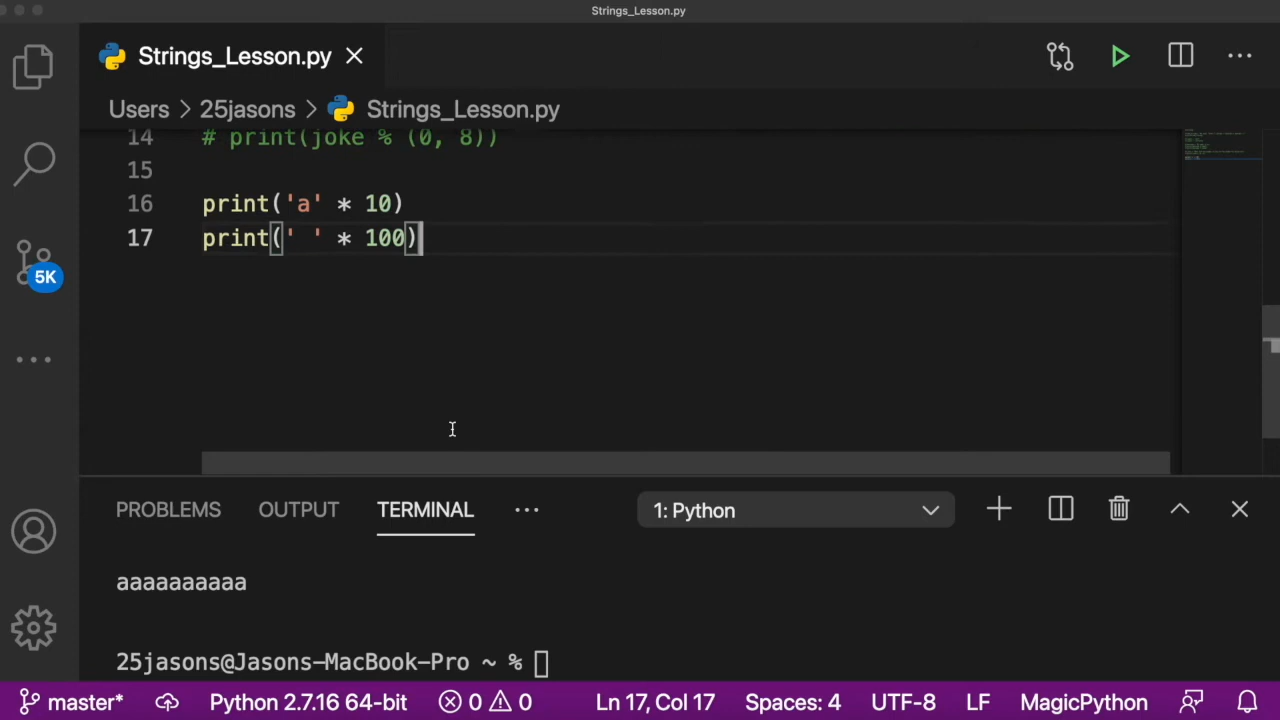 Strings_Lesson.py
Strings_Lesson.py
Users > 25jasons > Strings_Lesson.py
14 # print(joke % (0, 8))
15
16 print('a' * 10)
17 print(' ' * 100)
5K
PROBLEMS OUTPUT TERMINAL ··· 1: Python
aaaaaaaaaa
25jasons@Jasons-MacBook-Pro ~ %
master* Python 2.7.16 64-bit 0 0 Ln 17, Col 17 Spaces: 4 UTF-8 LF MagicPython